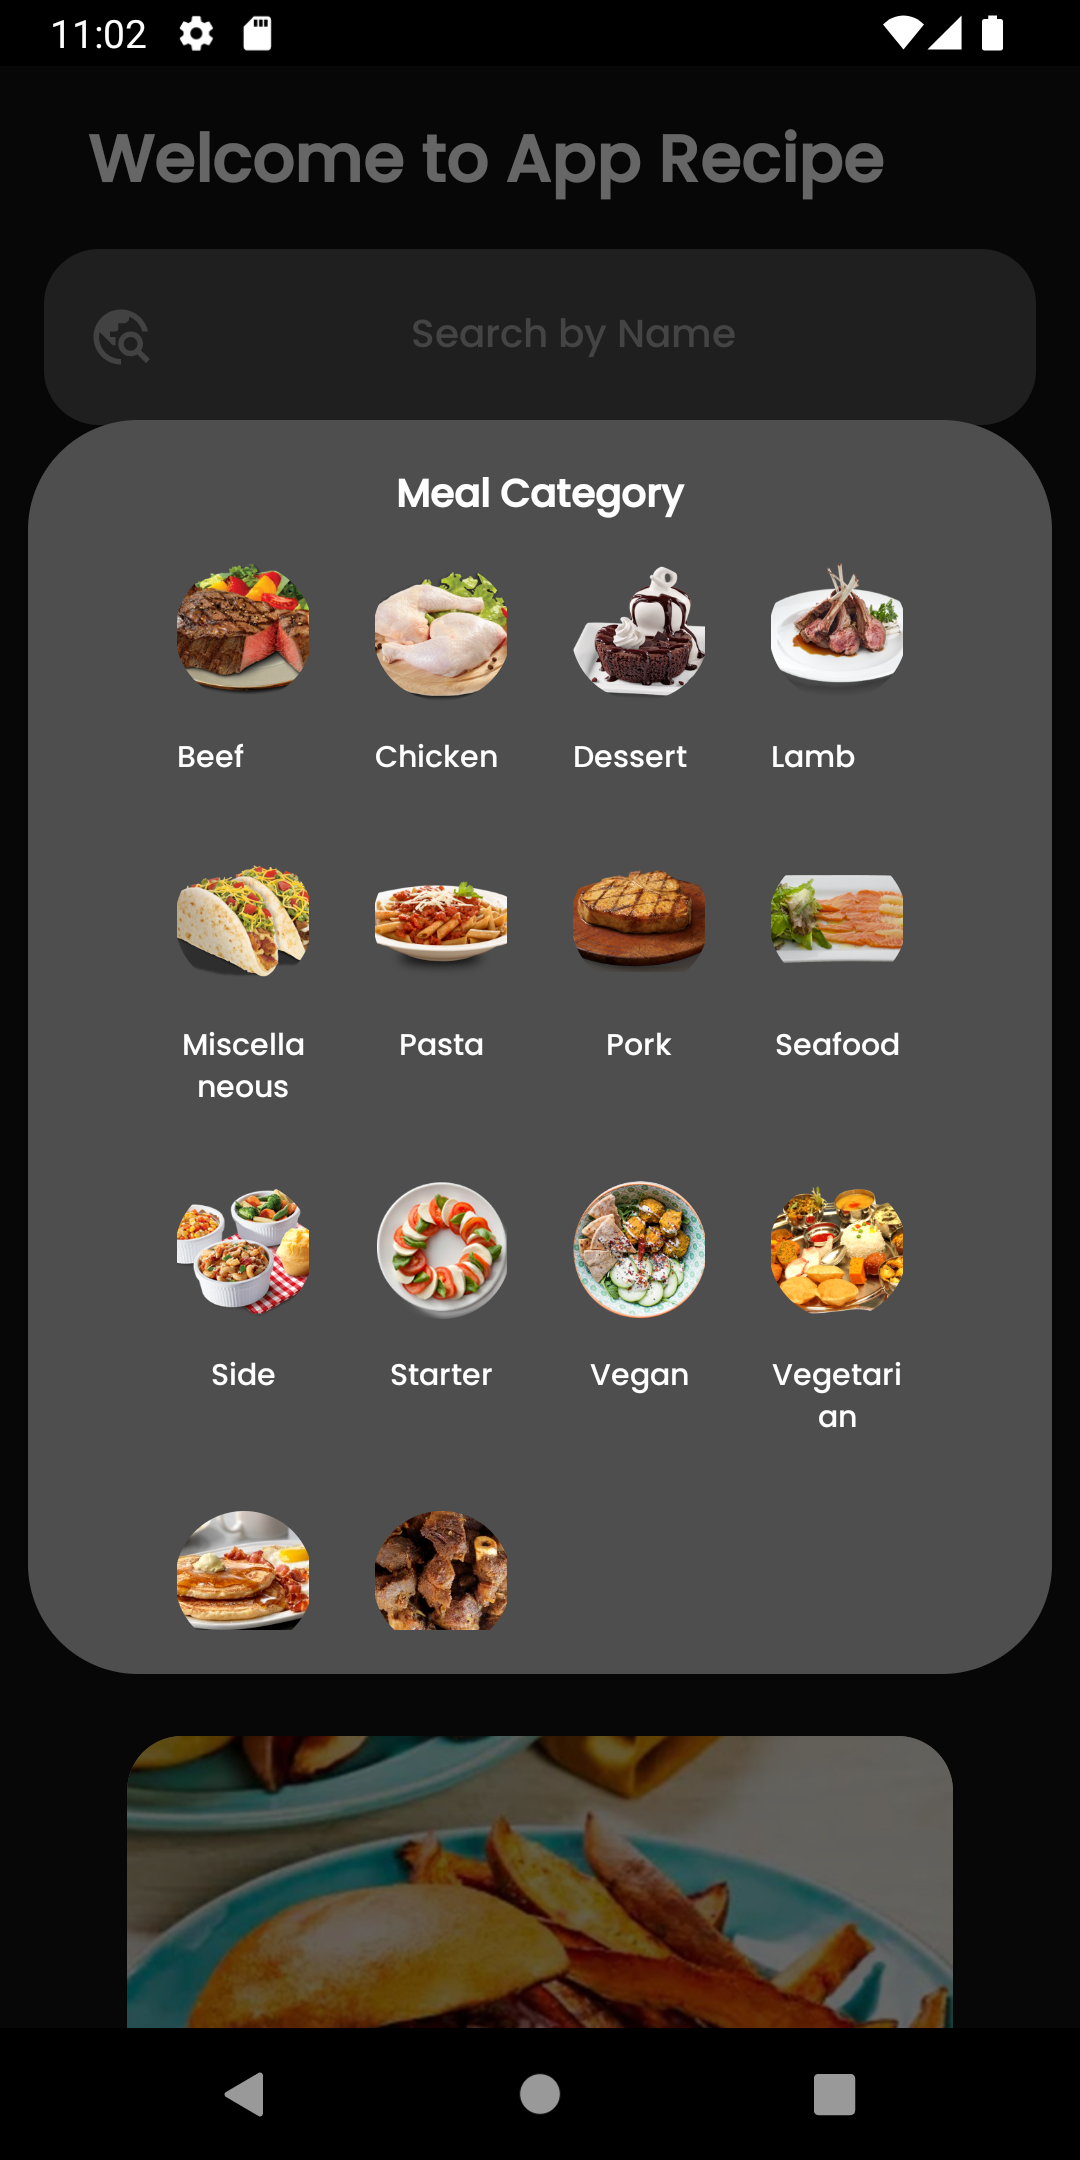 11:02
Welcome to App Recipe
Search by Name
Meal Category
Beef
Chicken
Dessert
Lamb
Miscella
neous
Pasta
Pork
Seafood
Side
Starter
Vegan
Vegetari
an